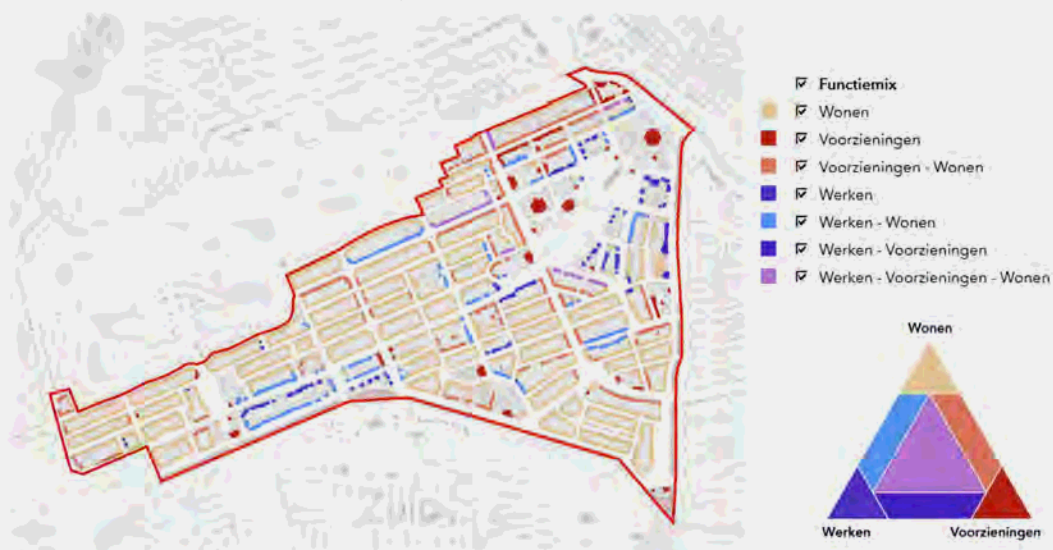 Functiemix
Wonen
Voorzieningen
Voorzieningen - Wonen
Werken
Werken - Wonen
Werken - Voorzieningen
Werken - Voorzieningen - Wonen
Wonen
Werken
Voorzieningen